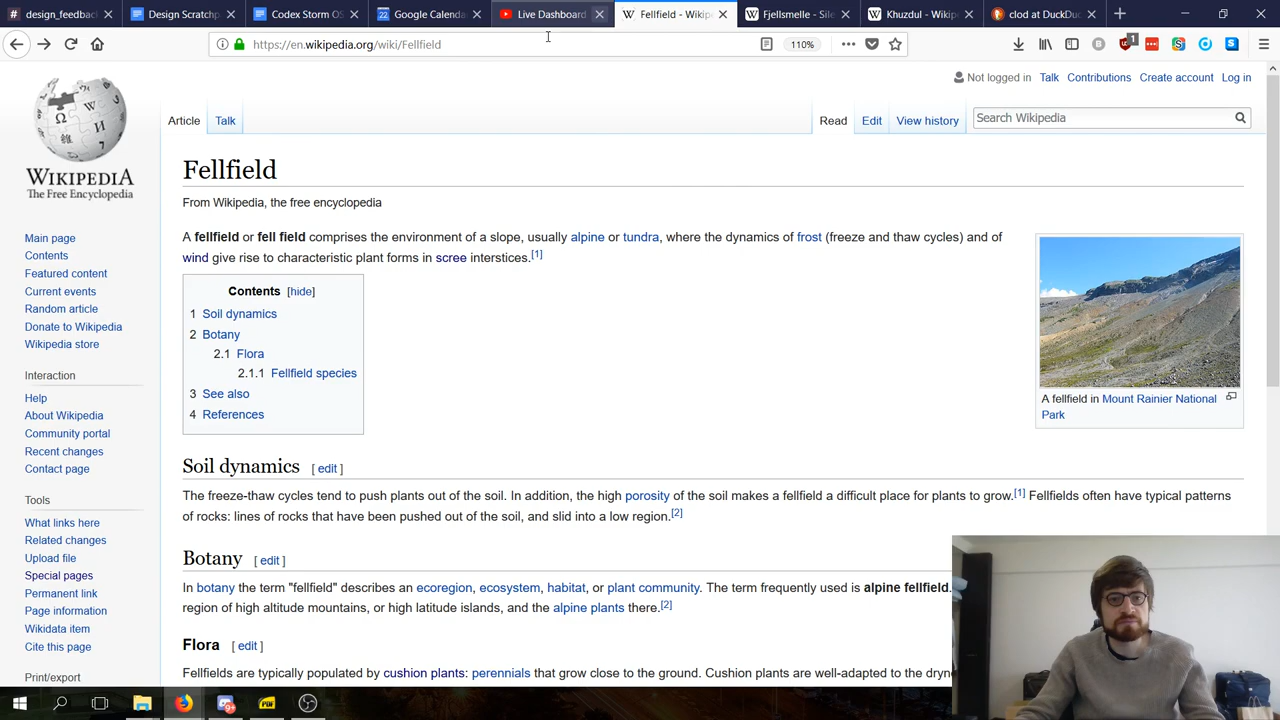 design_feedbac
Design Scratchp
Codex Storm OS
Google Calenda
Live Dashboard
Fellfield - Wikip
Fjellsmelle - Sile
Khuzdul - Wikip
clod at DuckDu
https://en.wikipedia.org/wiki/Fellfield
110%
1
WIKIPEDIA
The Free Encyclopedia
Not logged in Talk Contributions Create account Log in
Article Talk
Read Edit View history
Search Wikipedia
Main page
Contents
Featured content
Current events
Random article
Donate to Wikipedia
Wikipedia store
Interaction
Help
About Wikipedia
Community portal
Recent changes
Contact page
Tools
What links here
Related changes
Upload file
Special pages
Permanent link
Page information
Wikidata item
Cite this page
Print/export
Fellfield
From Wikipedia, the free encyclopedia
A fellfield or fell field comprises the environment of a slope, usually alpine or tundra, where the dynamics of frost (freeze and thaw cycles) and of
wind give rise to characteristic plant forms in scree interstices.[1]
Contents [hide]
1 Soil dynamics
2 Botany
2.1 Flora
2.1.1 Fellfield species
3 See also
4 References
A fellfield in Mount Rainier National
Park
Soil dynamics [ edit ]
The freeze-thaw cycles tend to push plants out of the soil. In addition, the high porosity of the soil makes a fellfield a difficult place for plants to grow.[1] Fellfields often have typical patterns
of rocks: lines of rocks that have been pushed out of the soil, and slid into a low region.[2]
Botany [ edit ]
In botany the term "fellfield" describes an ecoregion, ecosystem, habitat, or plant community. The term frequently used is alpine fellfield.
region of high altitude mountains, or high latitude islands, and the alpine plants there.[2]
Flora [ edit ]
Fellfields are typically populated by cushion plants: perennials that grow close to the ground. Cushion plants are well-adapted to the dryn